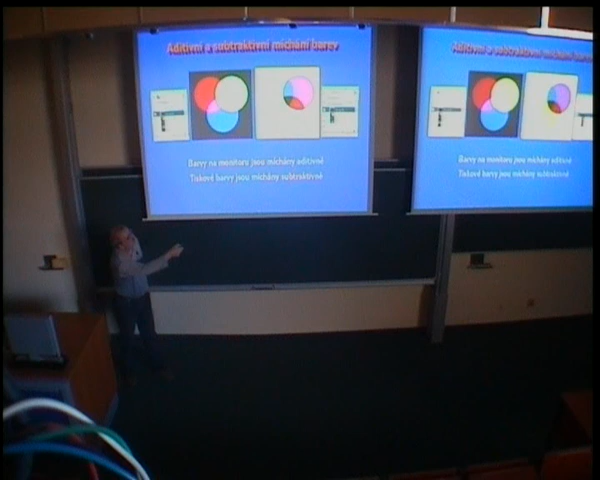 Aditivní a subtraktivní míchání barev
Barvy na monitoru jsou míchány aditivně
Tiskové barvy jsou míchány subtraktivně
Aditivní a subtraktivní míchání
Barvy na monitoru jsou míchány aditivně
Tiskové barvy jsou míchány subtraktivně